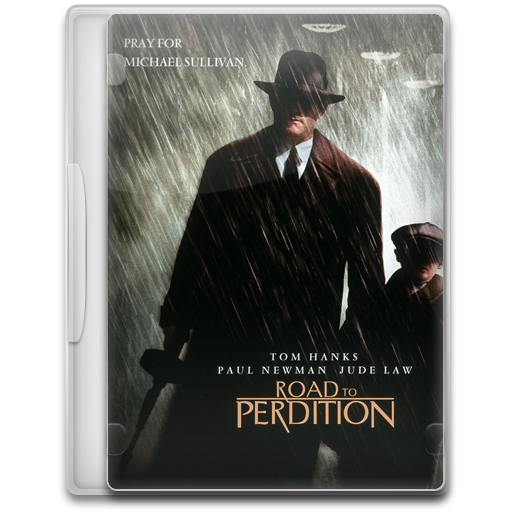 PRAY FOR
MICHAEL SULLIVAN.
TOM HANKS
PAUL NEWMAN JUDE LAW
ROAD TO
PERDITION